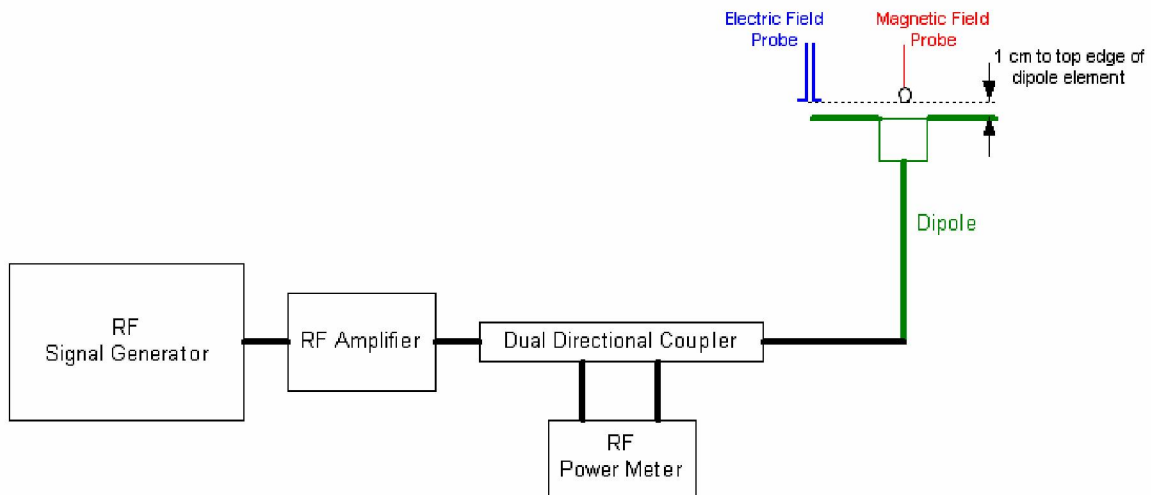 Electric Field
Probe
Magnetic Field
Probe
1 cm to top edge of
dipole element
Dipole
RF
Signal Generator
RF Amplifier
Dual Directional Coupler
RF
Power Meter